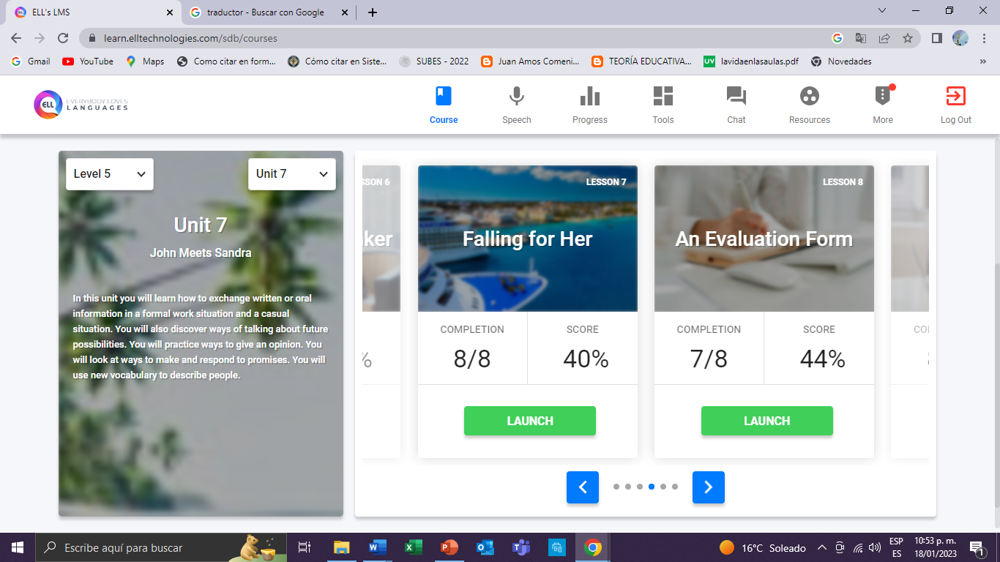 ELL's LMS
traductor - Buscar con Google
learn.elltechnologies.com/sdb/courses
Gmail
YouTube
Maps
Como citar en form...
Cómo citar en Siste...
SUBES - 2022
Juan Amos Comeni...
TEORÍA EDUCATIVA...
UV
lavidaenlasaulas.pdf
Novedades
»
ELL
EVERYBODY LOVES
LANGUAGES
Course
Speech
Progress
Tools
Chat
Resources
More
Log Out
Level 5
Unit 7
Unit 7
John Meets Sandra
In this unit you will learn how to exchange written or oral
information in a formal work situation and a casual
situation. You will also discover ways of talking about future
possibilities. You will practice ways to give an opinion. You
will look at ways to make and respond to promises. You will
use new vocabulary to describe people.
SSON 6
ker
%
LESSON 7
Falling for Her
COMPLETION
SCORE
8/8
40%
LAUNCH
LESSON 8
An Evaluation Form
COMPLETION
SCORE
7/8
44%
LAUNCH
Escribe aquí para buscar
16°C Soleado
ESP
ES
10:53 p. m.
18/01/2023
1